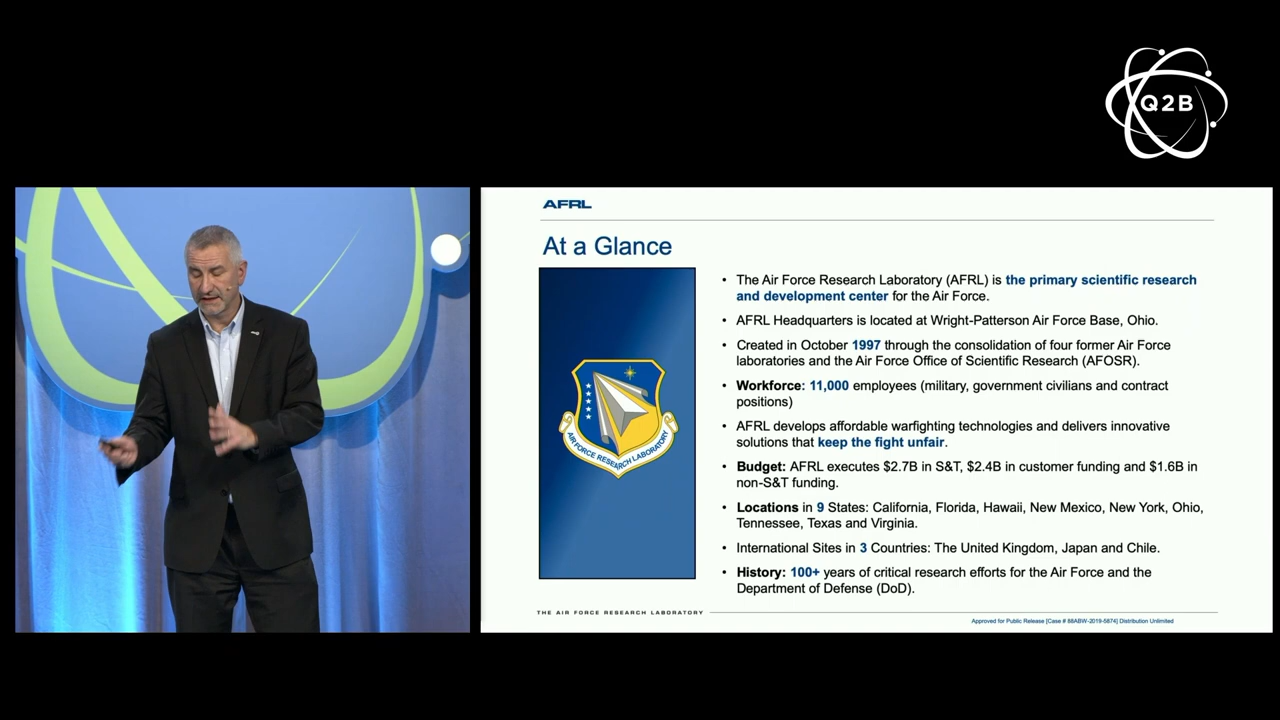 Q2B
AFRL
At a Glance
• The Air Force Research Laboratory (AFRL) is the primary scientific research
and development center for the Air Force.
• AFRL Headquarters is located at Wright-Patterson Air Force Base, Ohio.
• Created in October 1997 through the consolidation of four former Air Force
laboratories and the Air Force Office of Scientific Research (AFOSR).
• Workforce: 11,000 employees (military, government civilians and contract
positions)
• AFRL develops affordable warfighting technologies and delivers innovative
solutions that keep the fight unfair.
• Budget: AFRL executes $2.7B in S&T, $2.4B in customer funding and $1.6B in
non-S&T funding.
• Locations in 9 States: California, Florida, Hawaii, New Mexico, New York, Ohio,
Tennessee, Texas and Virginia.
• International Sites in 3 Countries: The United Kingdom, Japan and Chile.
• History: 100+ years of critical research efforts for the Air Force and the
Department of Defense (DoD).
AIR FORCE RESEARCH LABORATORY
THE AIR FORCE RESEARCH LABORATORY
Approved for Public Release [Case # 88ABW-2019-5874] Distribution Unlimited